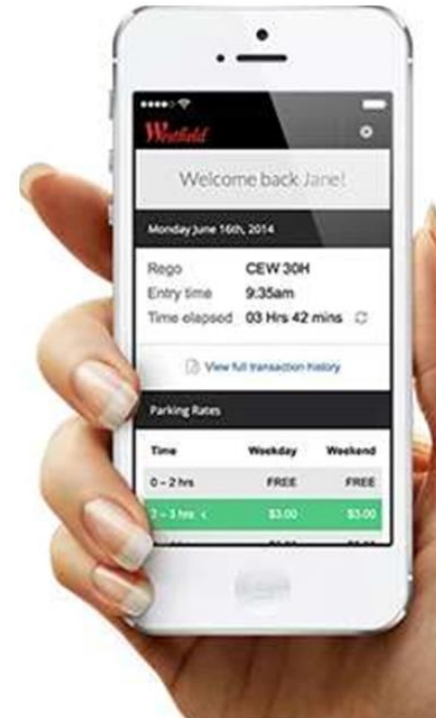 Westfield
Welcome back Jane!
Monday June 16th, 2014
Rego CEW 30H
Entry time 9:35am
Time elapsed 03 Hrs 42 mins
View full transaction history
Parking Rates
Time Weekday Weekend
0 – 2 hrs FREE FREE
2 – 3 hrs < $3.00 $3.00